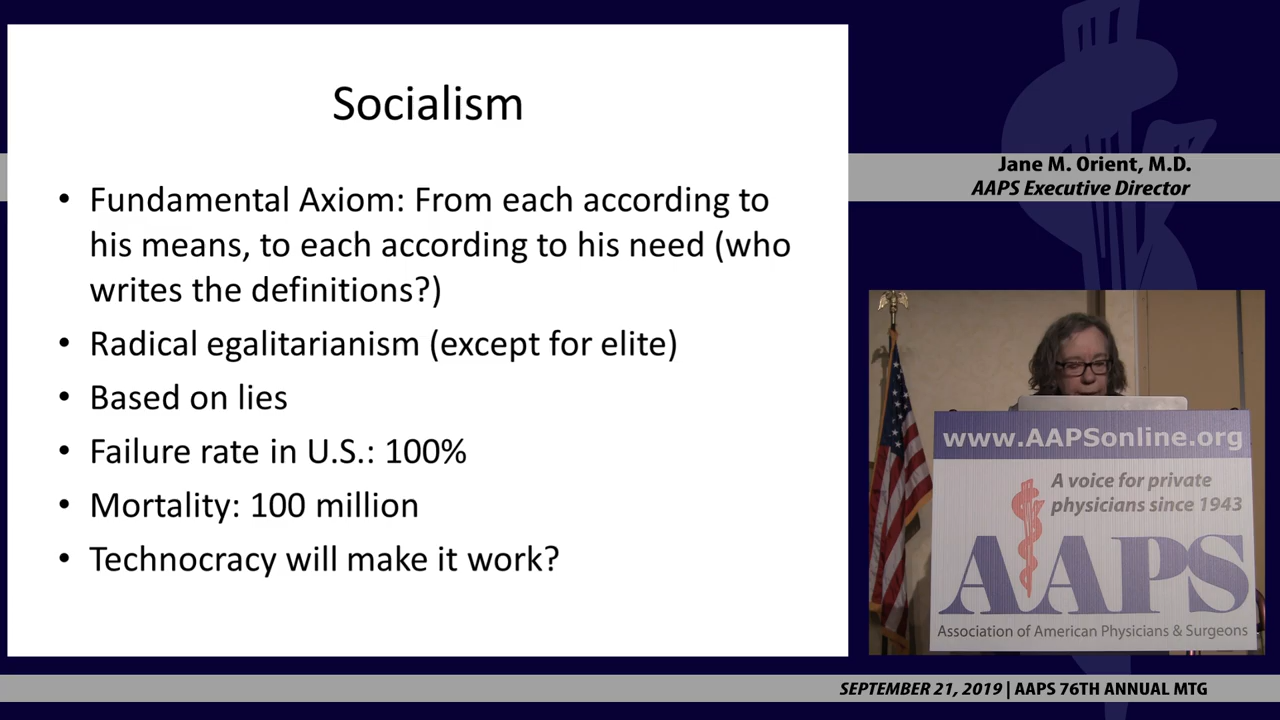 Socialism
• Fundamental Axiom: From each according to
his means, to each according to his need (who
writes the definitions?)
• Radical egalitarianism (except for elite)
• Based on lies
• Failure rate in U.S.: 100%
• Mortality: 100 million
• Technocracy will make it work?
Jane M. Orient, M.D.
AAPS Executive Director
www.AAPSonline.org
A voice for private
physicians since 1943
AAPS
Association of American Physicians & Surgeons
SEPTEMBER 21, 2019 | AAPS 76TH ANNUAL MTG